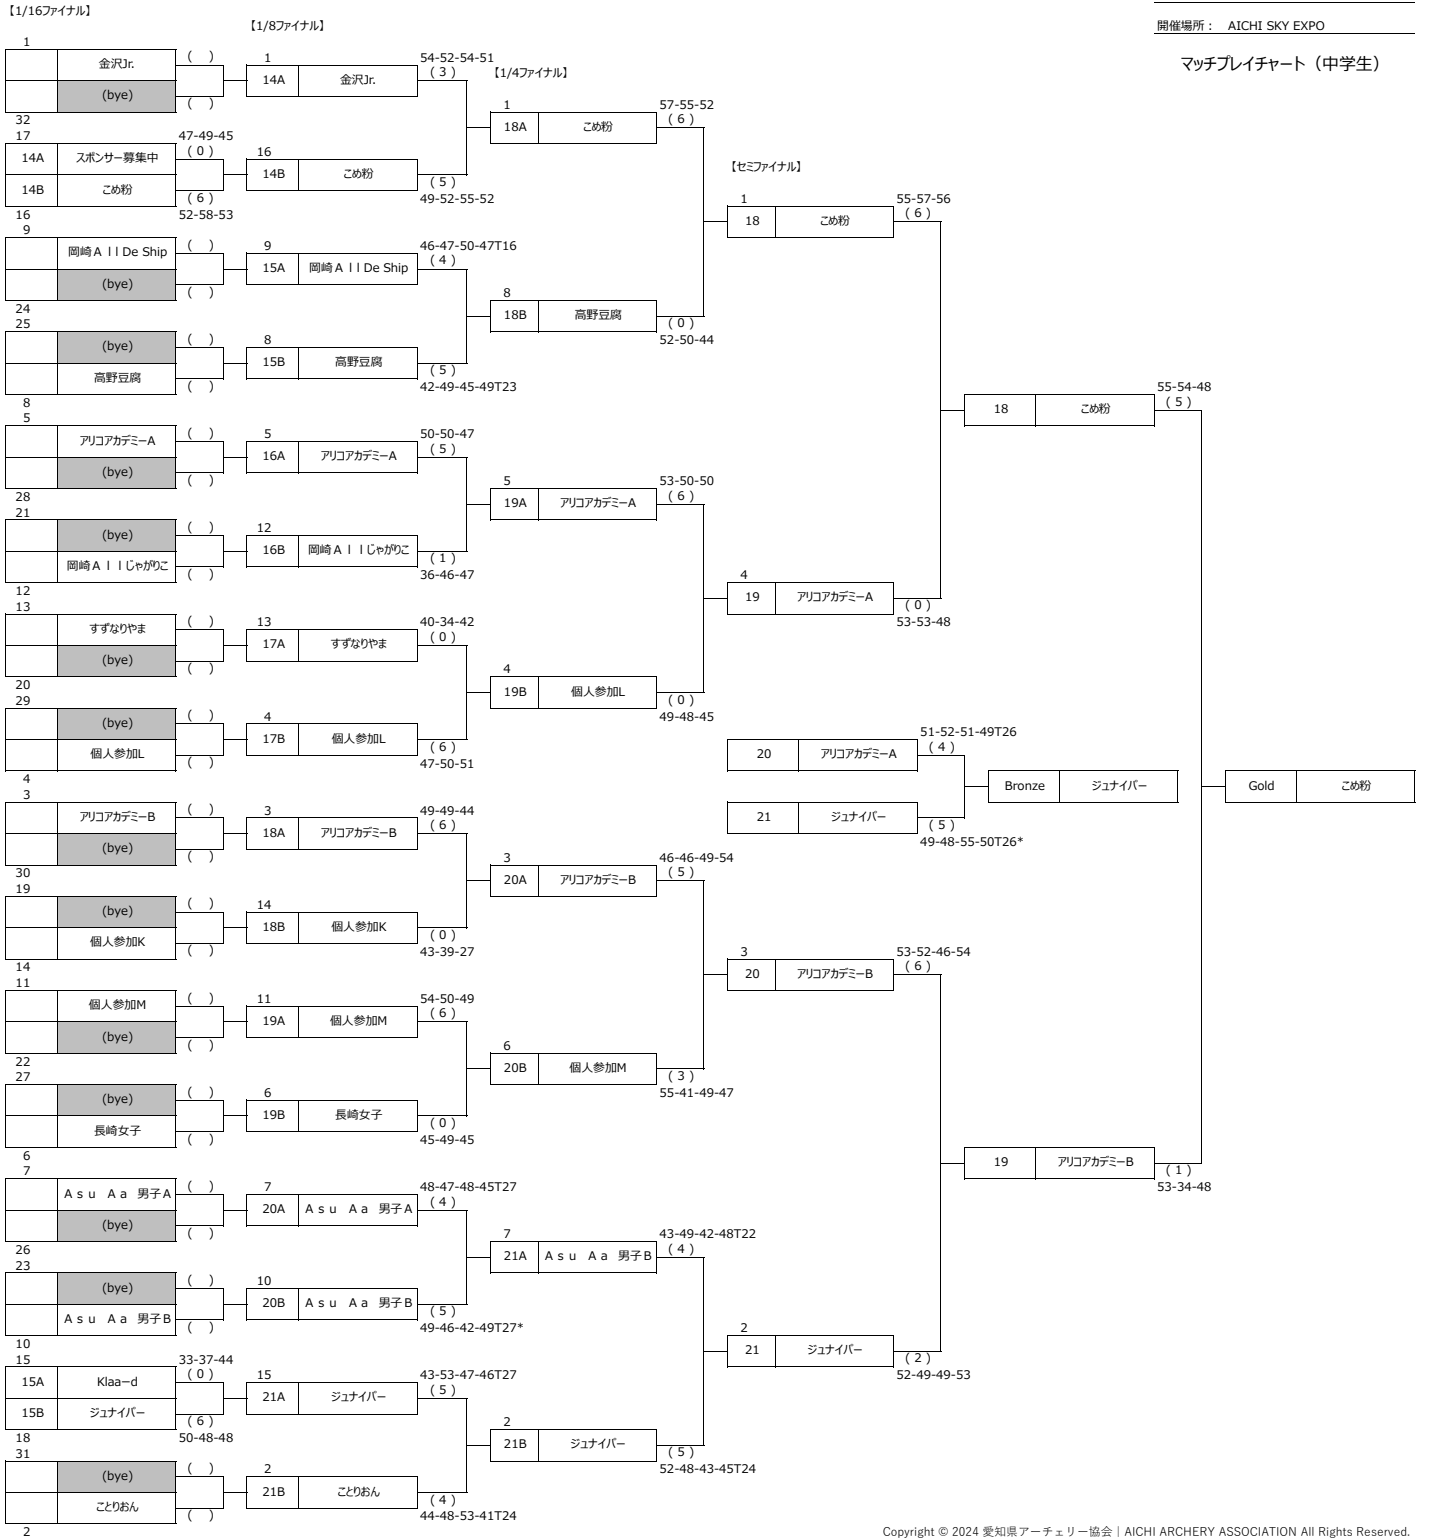 【1/16ファイナル】
開催場所： AICHI SKY EXPO
マッチプレイチャート（中学生）
【1/8ファイナル】
【1/4ファイナル】
【セミファイナル】
1
金沢Jr. ( )
(bye) ( )
32
17 47-49-45
14A スポンサー募集中 ( 0 )
14B こめ粉 ( 6 )
16 52-58-53
9
岡崎ＡｌｌDe Ship ( )
(bye) ( )
24
25
(bye) ( )
高野豆腐 ( )
8
5
アリコアカデミーA ( )
(bye) ( )
28
21
(bye) ( )
岡崎Ａｌｌじゃがりこ ( )
12
13
すずなりやま ( )
(bye) ( )
20
29
(bye) ( )
個人参加L ( )
4
3
アリコアカデミーB ( )
(bye) ( )
30
19
(bye) ( )
個人参加K ( )
14
11
個人参加M ( )
(bye) ( )
22
27
(bye) ( )
長崎女子 ( )
6
7
Ａｓｕ Ａａ 男子Ａ ( )
(bye) ( )
26
23
(bye) ( )
Ａｓｕ Ａａ 男子Ｂ ( )
10
15 33-37-44
15A Klaaーd ( 0 )
15B ジュナイパー ( 6 )
18 50-48-48
31
(bye) ( )
ことりおん ( )
2
1 54-52-54-51
14A 金沢Jr. ( 3 )
16
14B こめ粉 ( 5 )
49-52-55-52
9 46-47-50-47T16
15A 岡崎ＡｌｌDe Ship ( 4 )
8
15B 高野豆腐 ( 5 )
42-49-45-49T23
5 50-50-47
16A アリコアカデミーA ( 5 )
12
16B 岡崎Ａｌｌじゃがりこ ( 1 )
36-46-47
13 40-34-42
17A すずなりやま ( 0 )
4
17B 個人参加L ( 6 )
47-50-51
3 49-49-44
18A アリコアカデミーB ( 6 )
14
18B 個人参加K ( 0 )
43-39-27
11 54-50-49
19A 個人参加M ( 6 )
6
19B 長崎女子 ( 0 )
45-49-45
7 48-47-48-45T27
20A Ａｓｕ Ａａ 男子Ａ ( 4 )
10
20B Ａｓｕ Ａａ 男子Ｂ ( 5 )
49-46-42-49T27*
15 43-53-47-46T27
21A ジュナイパー ( 5 )
2
21B ことりおん ( 4 )
44-48-53-41T24
1 57-55-52
18A こめ粉 ( 6 )
8
18B 高野豆腐 ( 0 )
52-50-44
5 53-50-50
19A アリコアカデミーA ( 6 )
4
19B 個人参加L ( 0 )
49-48-45
3 46-46-49-54
20A アリコアカデミーB ( 5 )
6
20B 個人参加M ( 3 )
55-41-49-47
7 43-49-42-48T22
21A Ａｓｕ Ａａ 男子Ｂ ( 4 )
2
21B ジュナイパー ( 5 )
52-48-43-45T24
1 55-57-56
18 こめ粉 ( 6 )
4
19 アリコアカデミーA ( 0 )
53-53-48
3 53-52-46-54
20 アリコアカデミーB ( 6 )
2
21 ジュナイパー ( 2 )
52-49-49-53
51-52-51-49T26
20 アリコアカデミーA ( 4 )
Bronze ジュナイパー
21 ジュナイパー ( 5 )
49-48-55-50T26*
55-54-48
18 こめ粉 ( 5 )
Gold こめ粉
19 アリコアカデミーB ( 1 )
53-34-48
Copyright © 2024 愛知県アーチェリー協会 | AICHI ARCHERY ASSOCIATION All Rights Reserved.